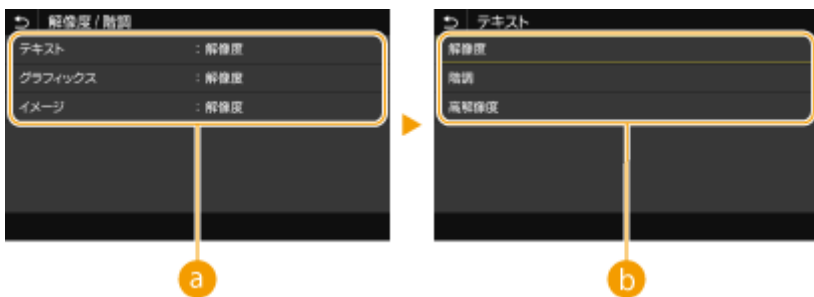 解像度/階調
テキスト : 解像度
グラフィックス : 解像度
イメージ : 解像度
a
テキスト
解像度
階調
高解像度
b